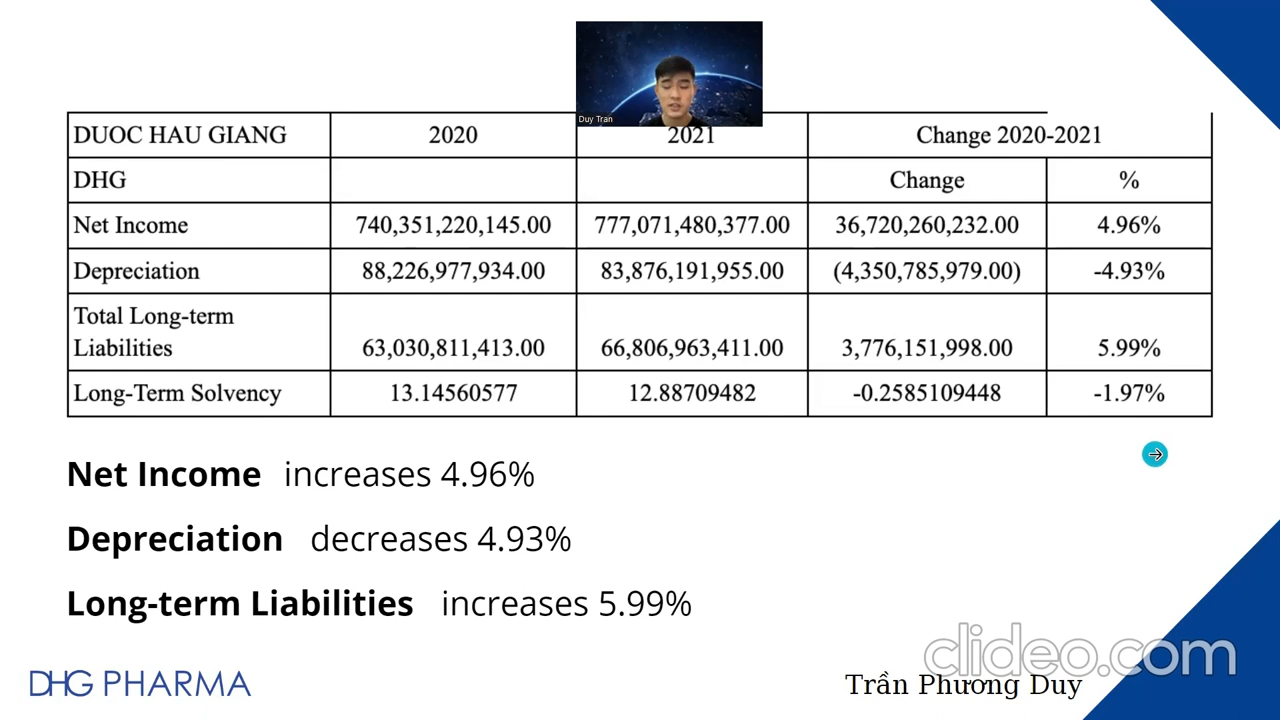 Duy Tran
DUOC HAU GIANG 2020 2021 Change 2020-2021
DHG Change %
Net Income 740,351,220,145.00 777,071,480,377.00 36,720,260,232.00 4.96%
Depreciation 88,226,977,934.00 83,876,191,955.00 (4,350,785,979.00) -4.93%
Total Long-term
Liabilities 63,030,811,413.00 66,806,963,411.00 3,776,151,998.00 5.99%
Long-Term Solvency 13.14560577 12.88709482 -0.2585109448 -1.97%
Net Income increases 4.96%
Depreciation decreases 4.93%
Long-term Liabilities increases 5.99%
clideo.com
DHG PHARMA
Trần Phương Duy